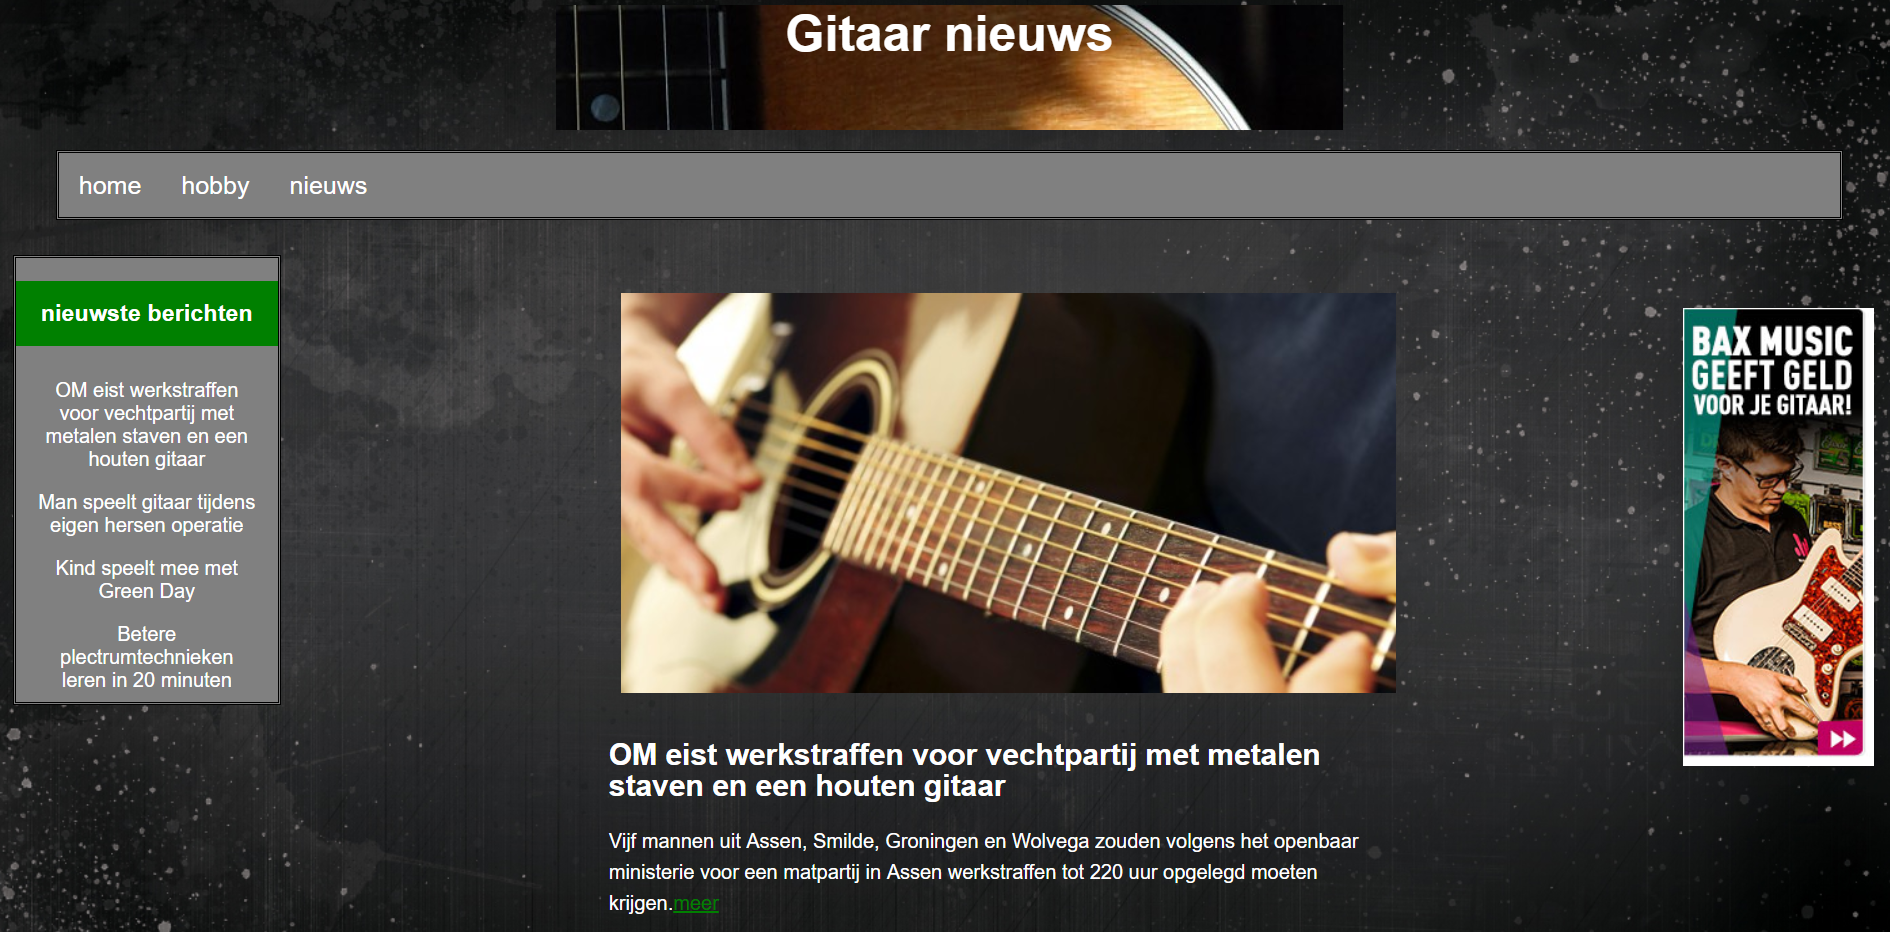 Gitaar nieuws
home hobby nieuws
nieuwste berichten
OM eist werkstraffen
voor vechtpartij met
metalen staven en een
houten gitaar
Man speelt gitaar tijdens
eigen hersen operatie
Kind speelt mee met
Green Day
Betere
plectrumtechnieken
leren in 20 minuten
OM eist werkstraffen voor vechtpartij met metalen
staven en een houten gitaar
Vijf mannen uit Assen, Smilde, Groningen en Wolvega zouden volgens het openbaar
ministerie voor een matpartij in Assen werkstraffen tot 220 uur opgelegd moeten
krijgen.meer
BAX MUSIC
GEEFT GELD
VOOR JE GITAAR!